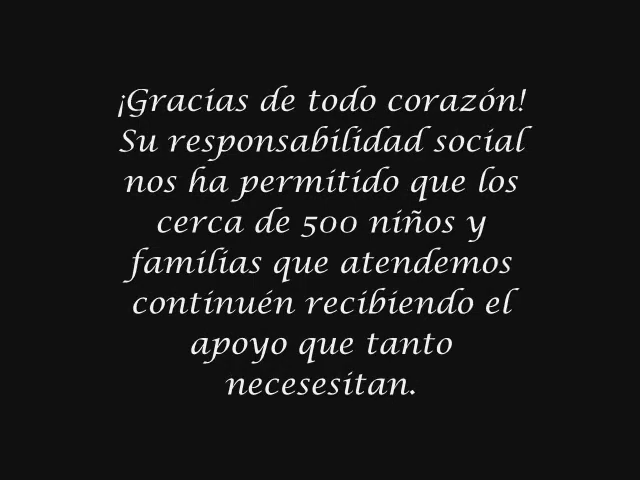 ¡Gracias de todo corazón!
Su responsabilidad social
nos ha permitido que los
cerca de 500 niños y
familias que atendemos
continuén recibiendo el
apoyo que tanto
necesesitan.